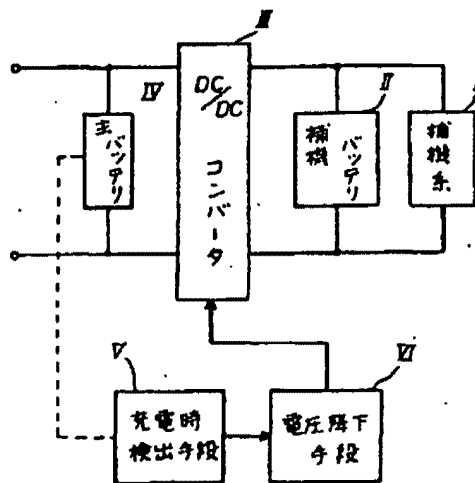 III
IV
DC/DC
コンバータ
主バッテリ
II
補機バッテリ
補機系
V
充電時
検出手段
VI
電圧降下
手段